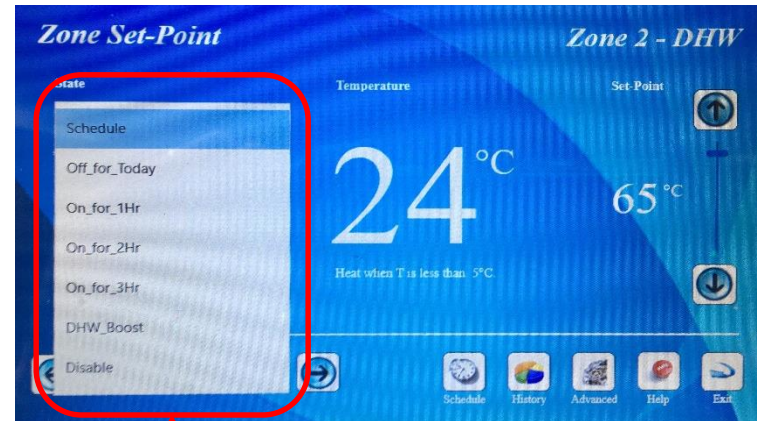 Zone Set-Point
Zone 2 - DHW
State
Temperature
Set-Point
Schedule
Off_for_Today
On_for_1Hr
On_for_2Hr
On_for_3Hr
DHW_Boost
Disable
24 °C
65 °C
Heat when T is less than 5°C.
Schedule
History
Advanced
Help
Exit